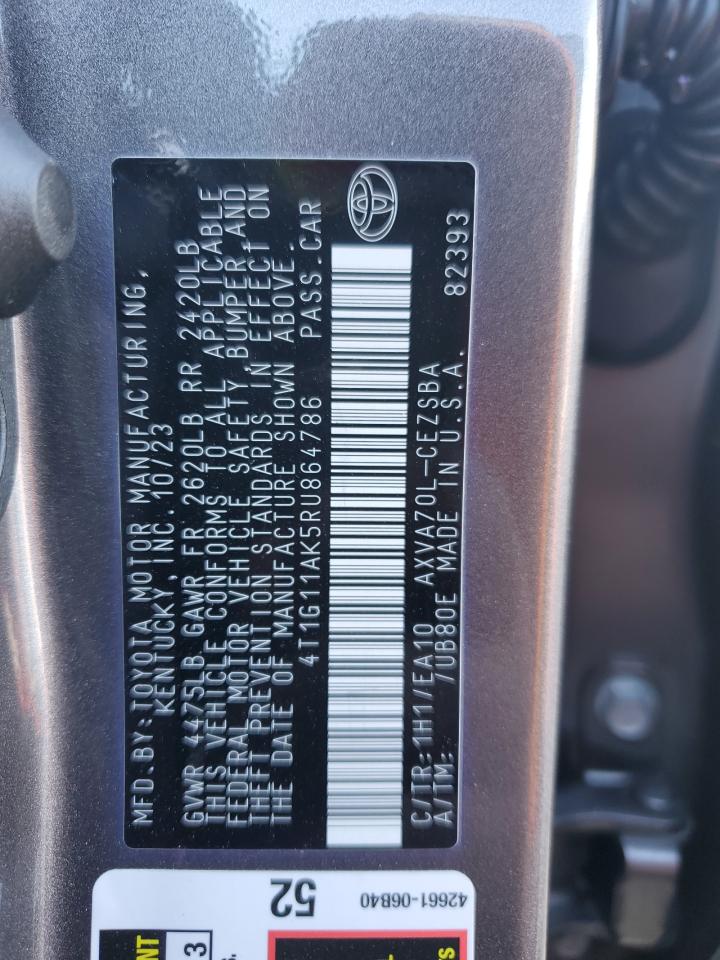 MFD.BY:TOYOTA MOTOR MANUFACTURING,
KENTUCKY,INC.10/23
GVWR 4475LB GAWR FR 2620LB RR 2420LB
THIS VEHICLE CONFORMS TO ALL APPLICABLE
FEDERAL MOTOR VEHICLE SAFETY,BUMPER,AND
THEFT PREVENTION STANDARDS IN EFFECT ON
THE DATE OF MANUFACTURE SHOWN ABOVE.
4T1G11AK5RU864786 PASS.CAR
C/TR:1H1/EA10 AXVA70L-CEZSBA
A/TM: /UB80E MADE IN U.S.A. 82393
52
42661-06B40
3